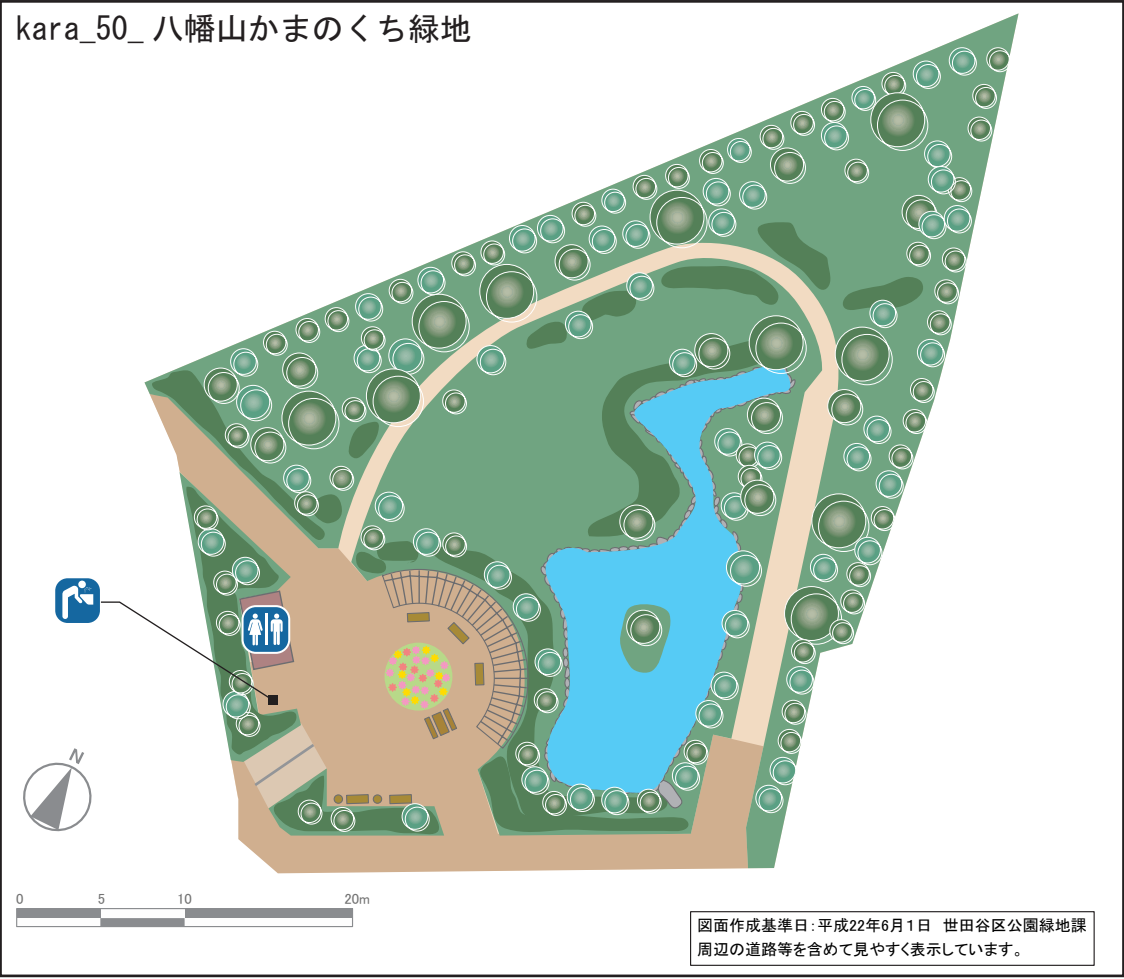 kara_50_八幡山かまのくち緑地
N
0 5 10 20m
図面作成基準日:平成22年6月1日 世田谷区公園緑地課
周辺の道路等を含めて見やすく表示しています。